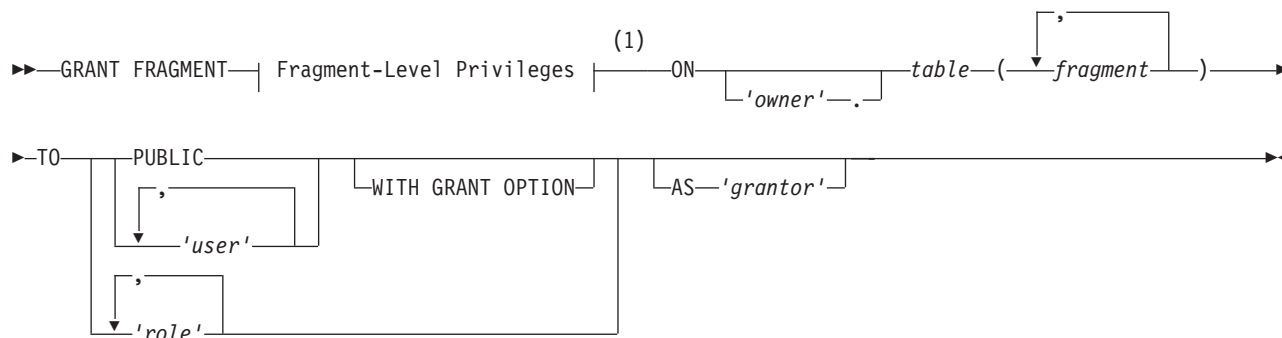 (1) ,
GRANT FRAGMENT Fragment-Level Privileges ON table ( fragment )
'owner' .
TO PUBLIC
, WITH GRANT OPTION AS 'grantor'
'user'
,
'role'